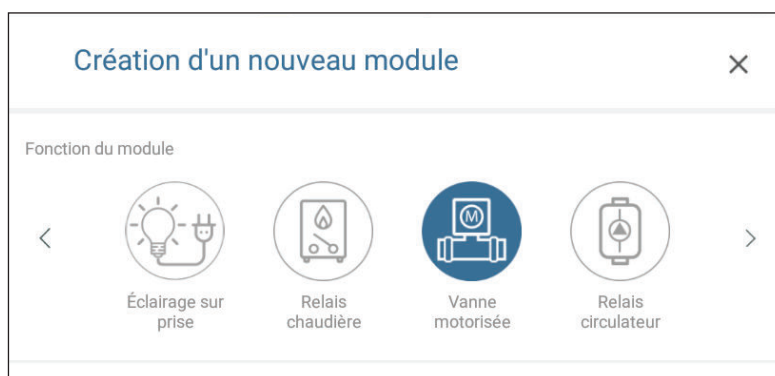 Création d'un nouveau module
Fonction du module
Éclairage sur
prise
Relais
chaudière
M
Vanne
motorisée
Relais
circulateur